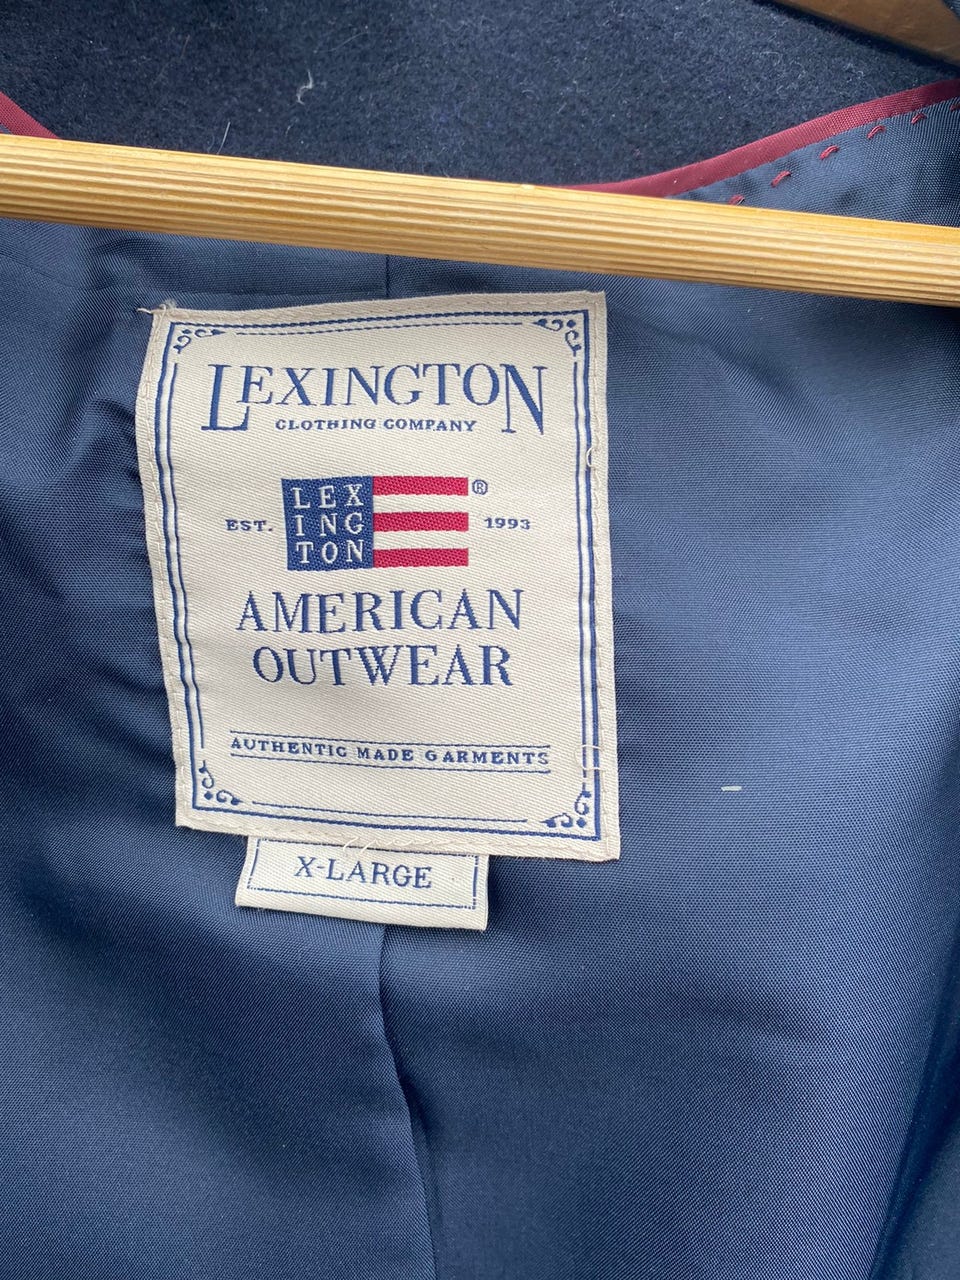 LEXINGTON
CLOTHING COMPANY
LEX
ING
TON
®
EST. 1993
AMERICAN
OUTWEAR
AUTHENTIC MADE GARMENTS
X-LARGE